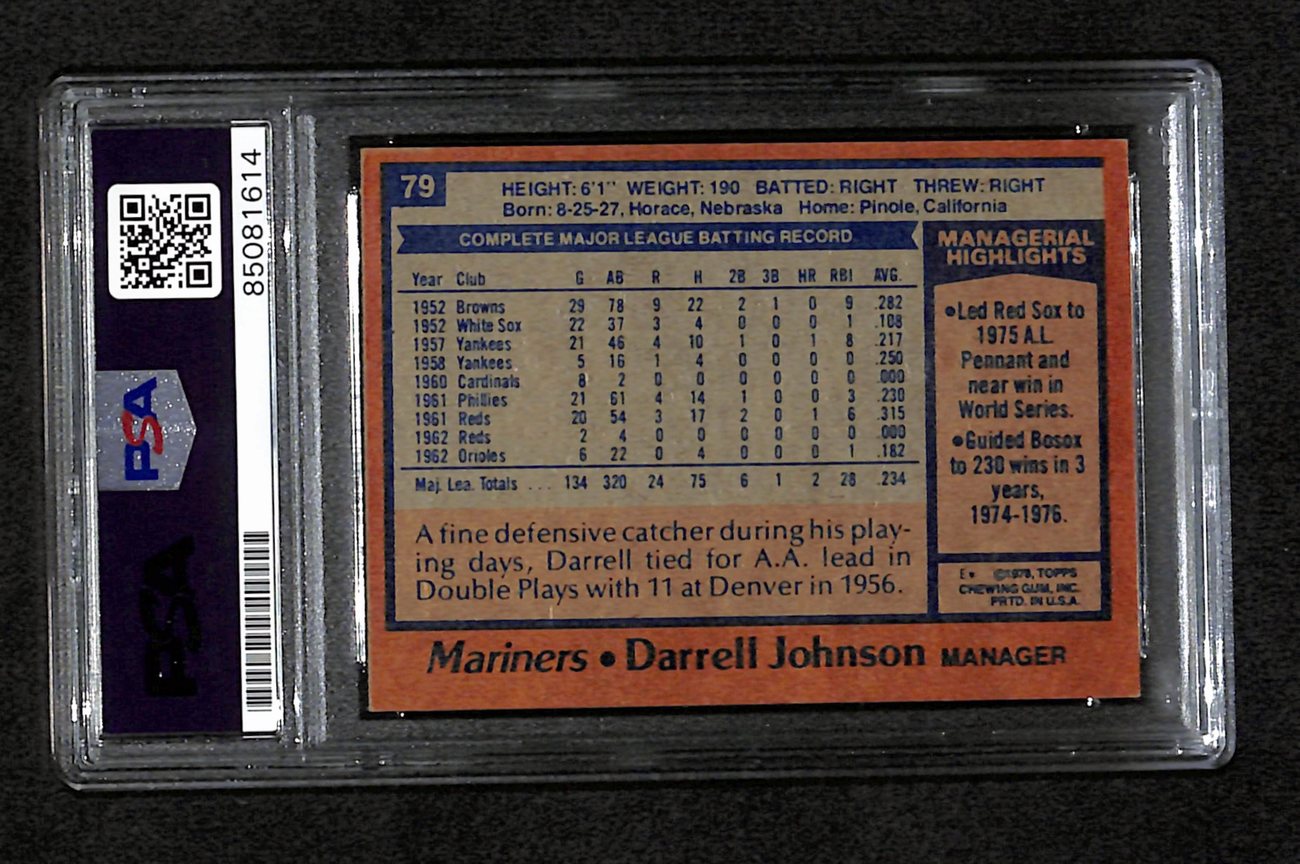 85081614
PSA
PSA
79
HEIGHT: 6'1" WEIGHT: 190 BATTED: RIGHT THREW: RIGHT
Born: 8-25-27, Horace, Nebraska Home: Pinole, California
COMPLETE MAJOR LEAGUE BATTING RECORD
Year Club G AB R H 2B 3B HR RBI AVG.
1952 Browns 29 78 9 22 2 1 0 9 .282
1952 White Sox 22 37 3 4 0 0 0 1 .108
1957 Yankees 21 46 4 10 1 0 1 8 .217
1958 Yankees 5 16 1 4 0 0 0 0 .250
1960 Cardinals 8 2 0 0 0 0 0 0 .000
1961 Phillies 21 61 4 14 1 0 0 3 .230
1961 Reds 20 54 3 17 2 0 1 6 .315
1962 Reds 2 4 0 0 0 0 0 0 .000
1962 Orioles 6 22 0 4 0 0 0 1 .182
Maj. Lea. Totals ... 134 320 24 75 6 1 2 28 .234
A fine defensive catcher during his play-
ing days, Darrell tied for A.A. lead in
Double Plays with 11 at Denver in 1956.
MANAGERIAL
HIGHLIGHTS
•Led Red Sox to
1975 A.L.
Pennant and
near win in
World Series.
•Guided Bosox
to 230 wins in 3
years,
1974-1976.
E* ©1978, TOPPS
CHEWING GUM, INC.
PRTD. IN U.S.A.
Mariners • Darrell Johnson MANAGER